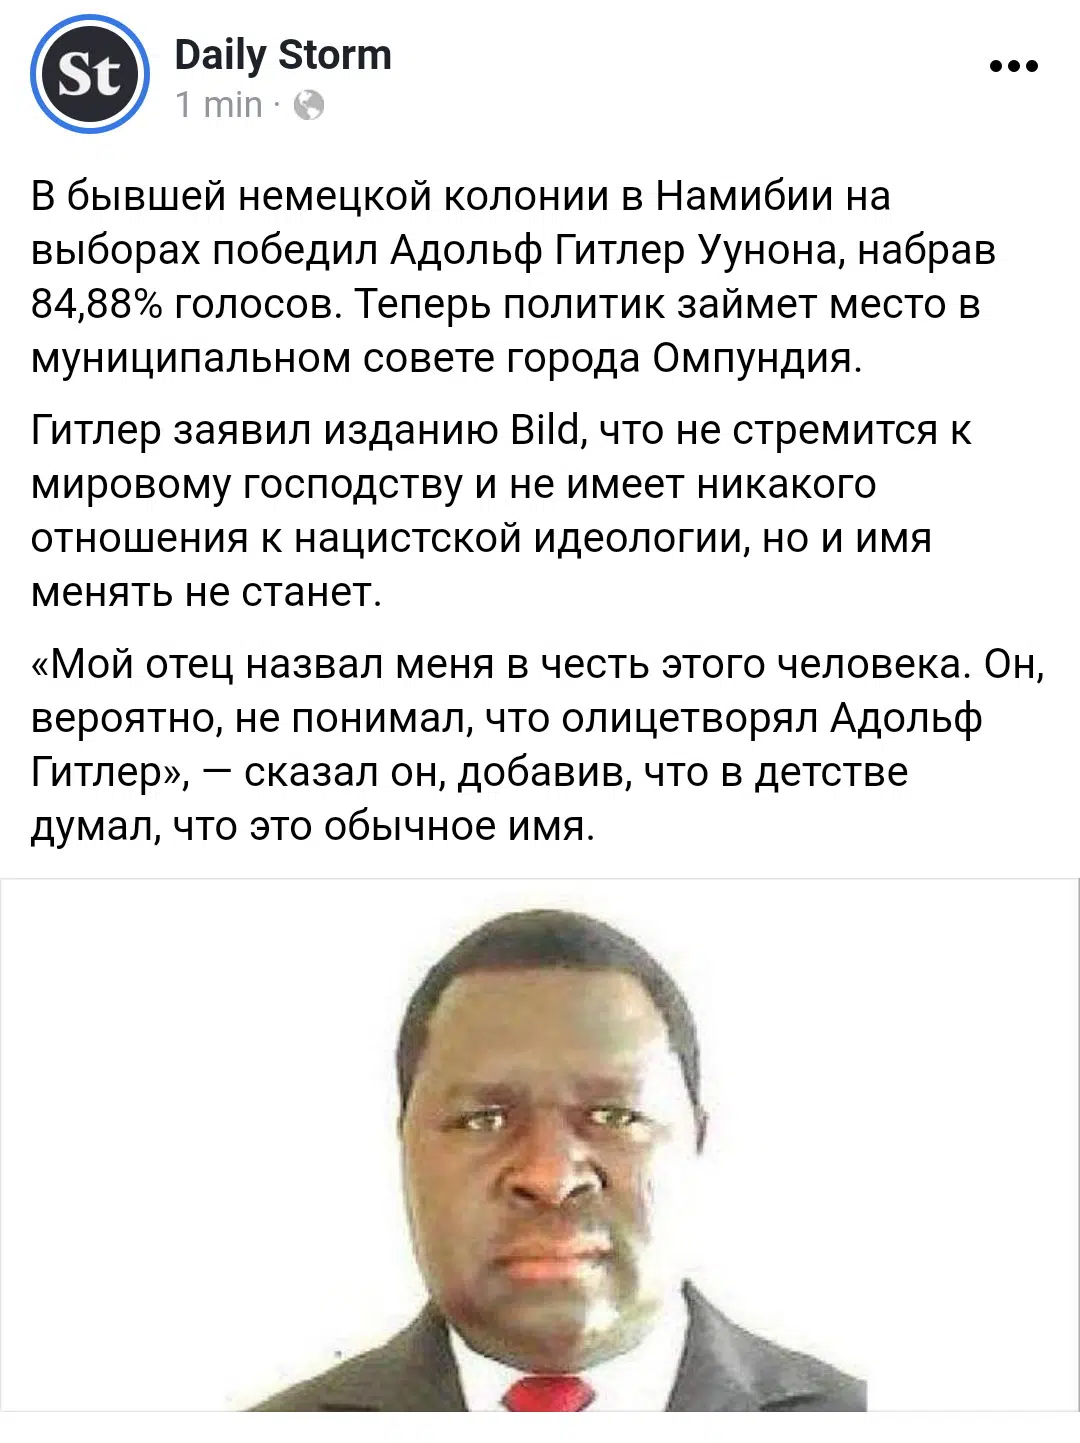 St
Daily Storm
1 min ·
В бывшей немецкой колонии в Намибии на
выборах победил Адольф Гитлер Уунона, набрав
84,88% голосов. Теперь политик займет место в
муниципальном совете города Омпундия.
Гитлер заявил изданию Bild, что не стремится к
мировому господству и не имеет никакого
отношения к нацистской идеологии, но и имя
менять не станет.
«Мой отец назвал меня в честь этого человека. Он,
вероятно, не понимал, что олицетворял Адольф
Гитлер», — сказал он, добавив, что в детстве
думал, что это обычное имя.